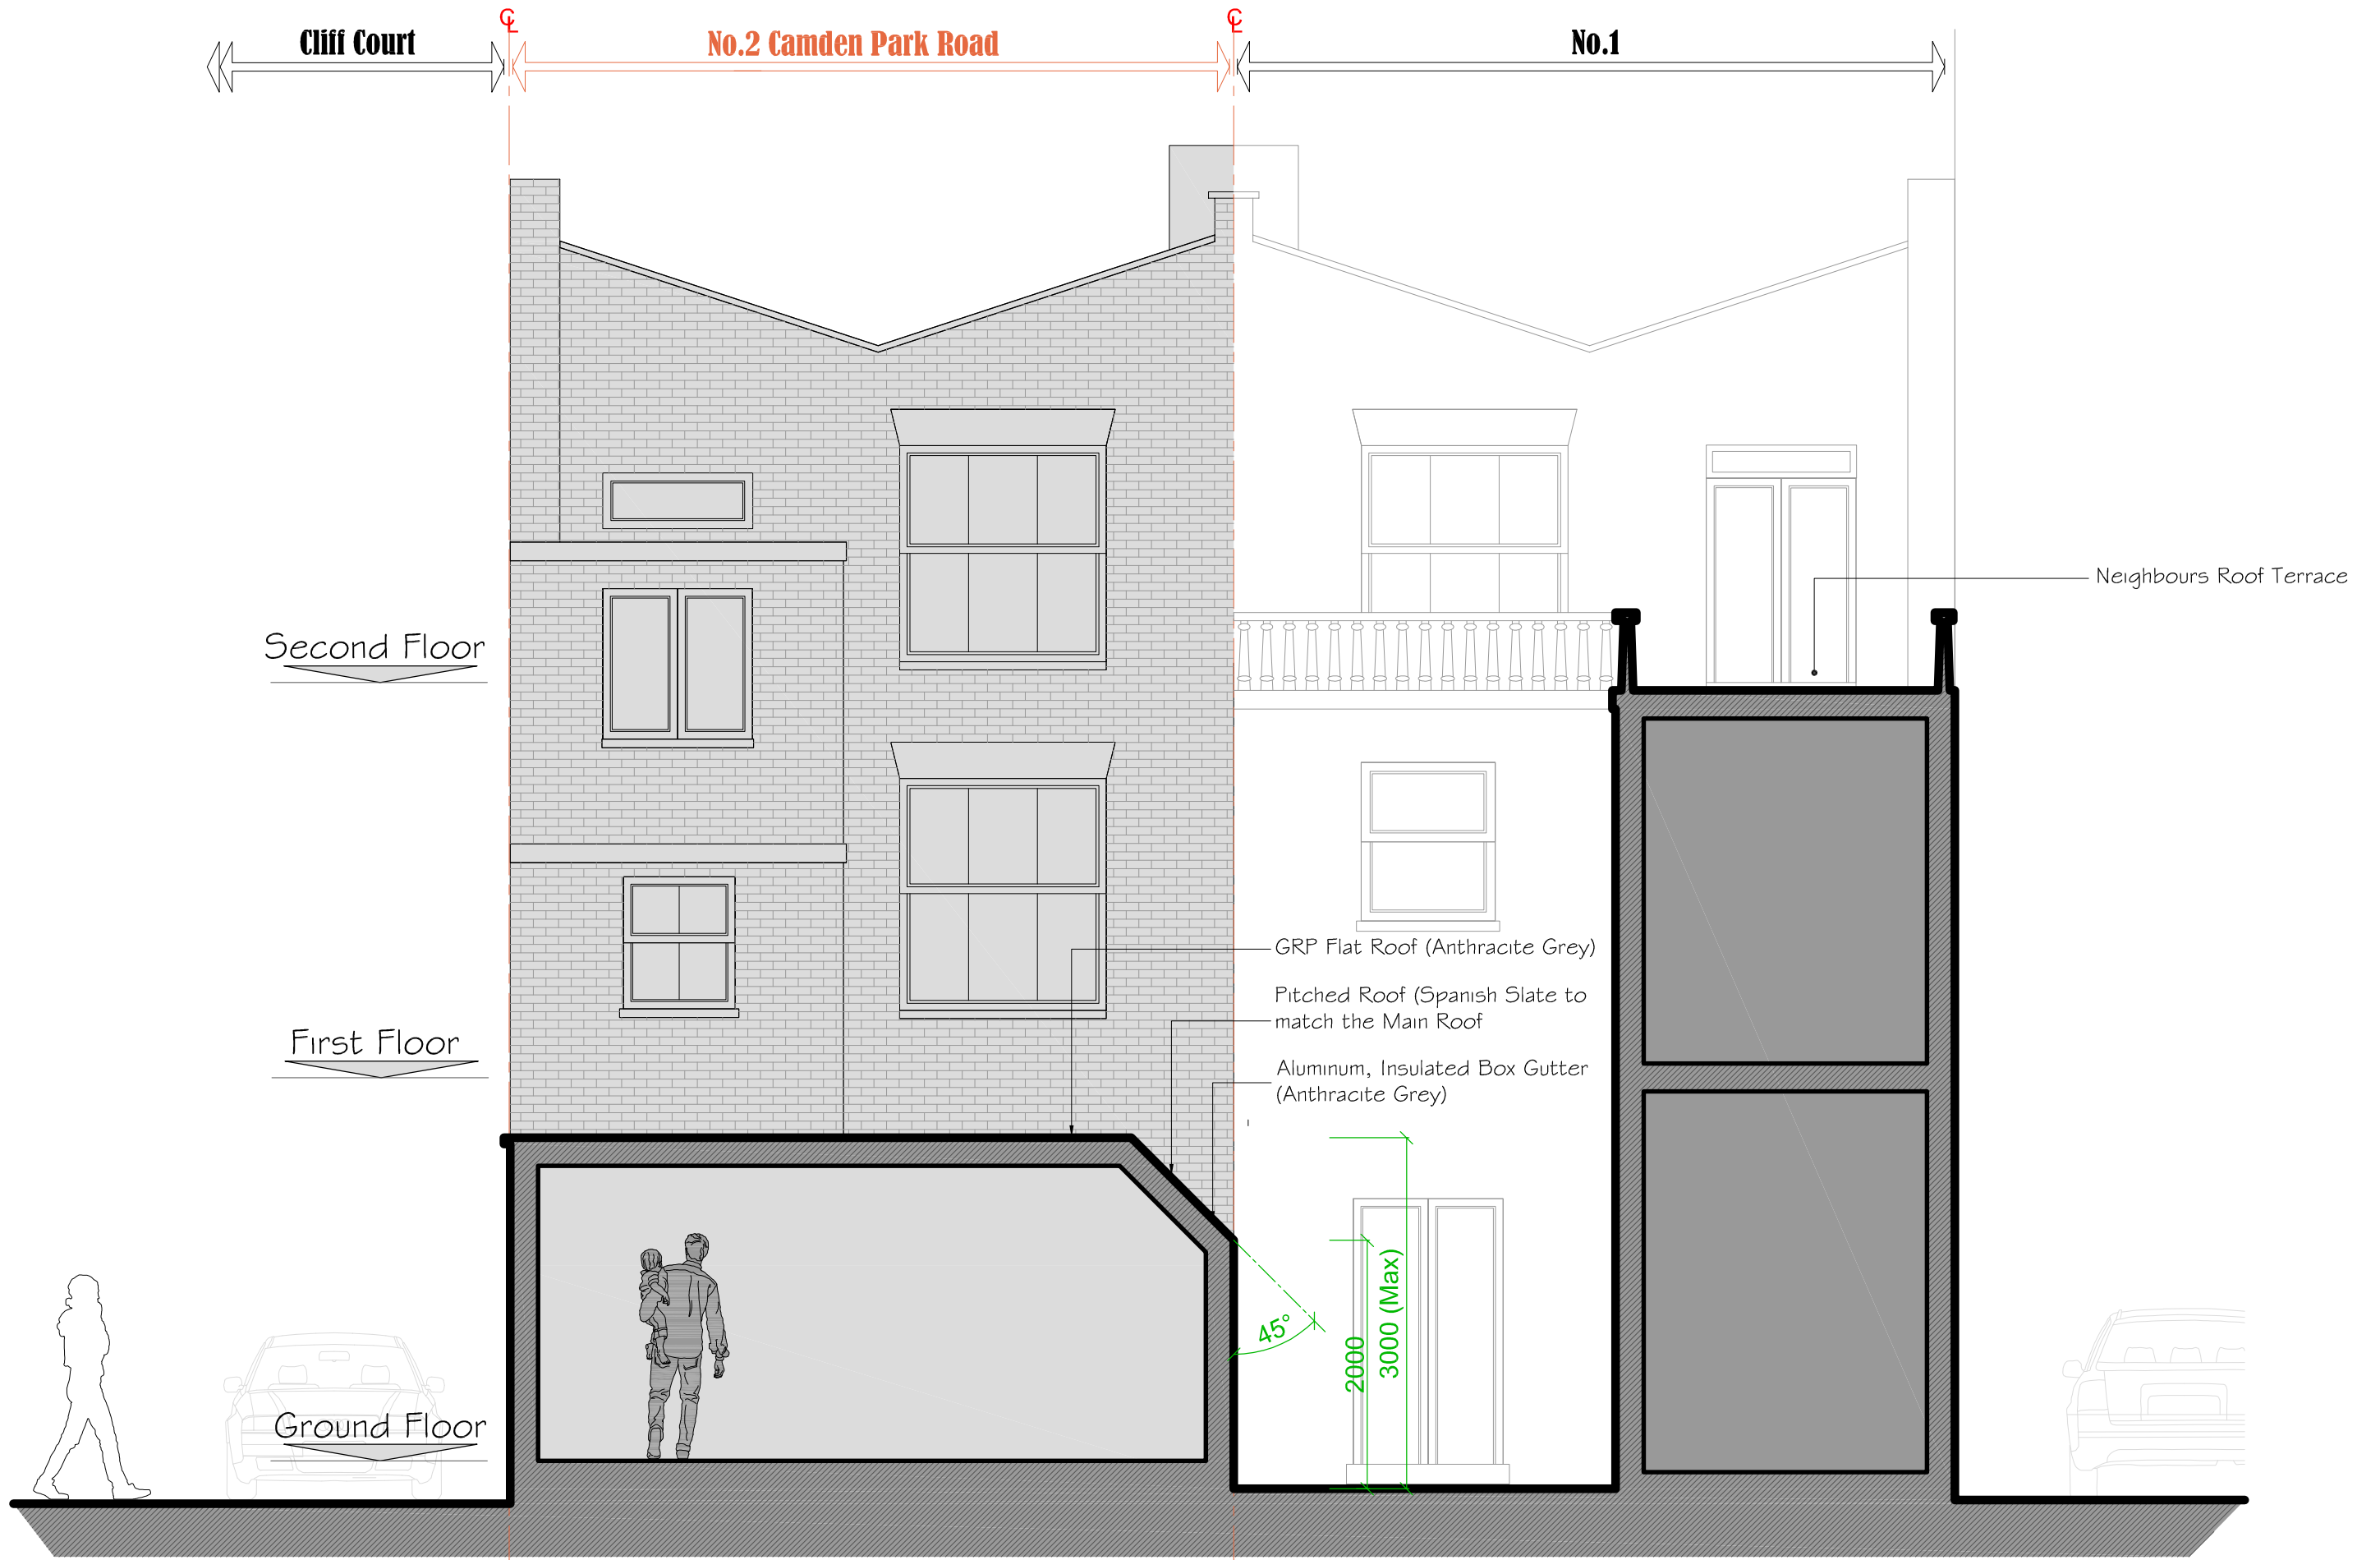 Cliff Court
No.2 Camden Park Road
No.1
Neighbours Roof Terrace
Second Floor
GRP Flat Roof (Anthracite Grey)
Pitched Roof (Spanish Slate to
match the Main Roof
First Floor
Aluminum, Insulated Box Gutter
(Anthracite Grey)
45°
2000
3000 (Max)
Ground Floor